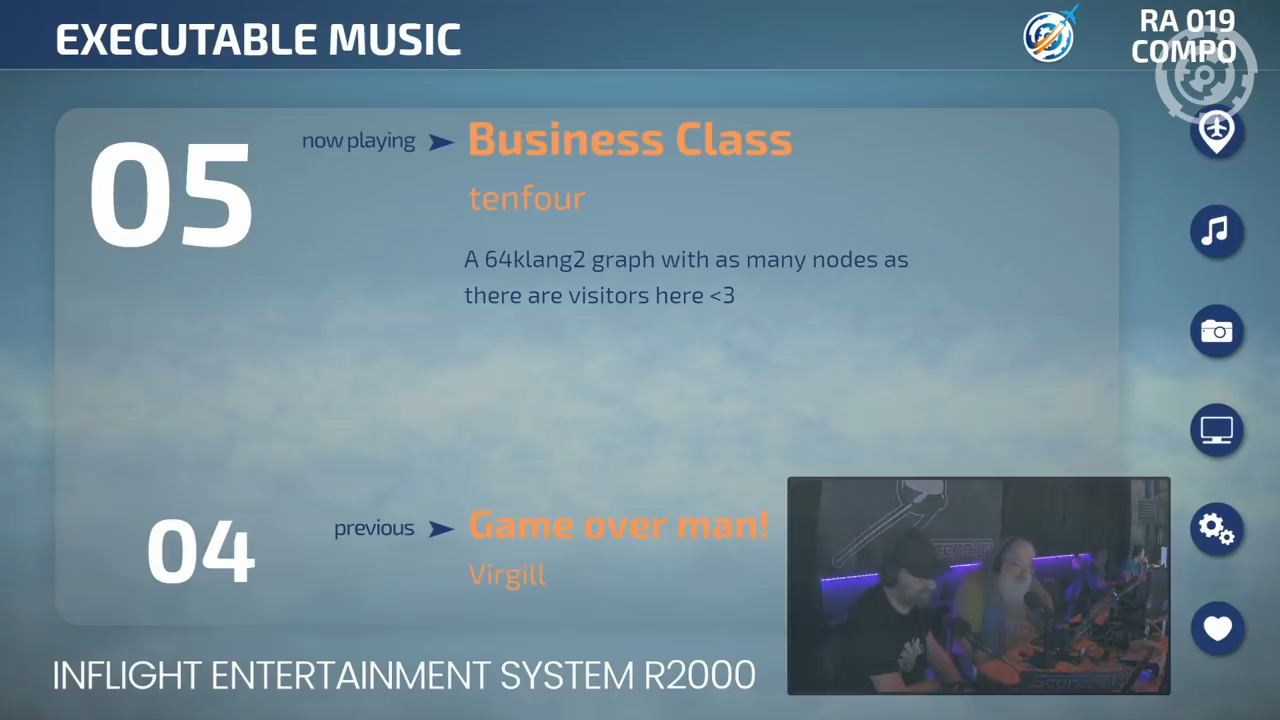 EXECUTABLE MUSIC
RA 019
COMPO
05
now playing
Business Class
tenfour
A 64klang2 graph with as many nodes as
there are visitors here <3
04
previous
Game over man!
Virgill
INFLIGHT ENTERTAINMENT SYSTEM R2000